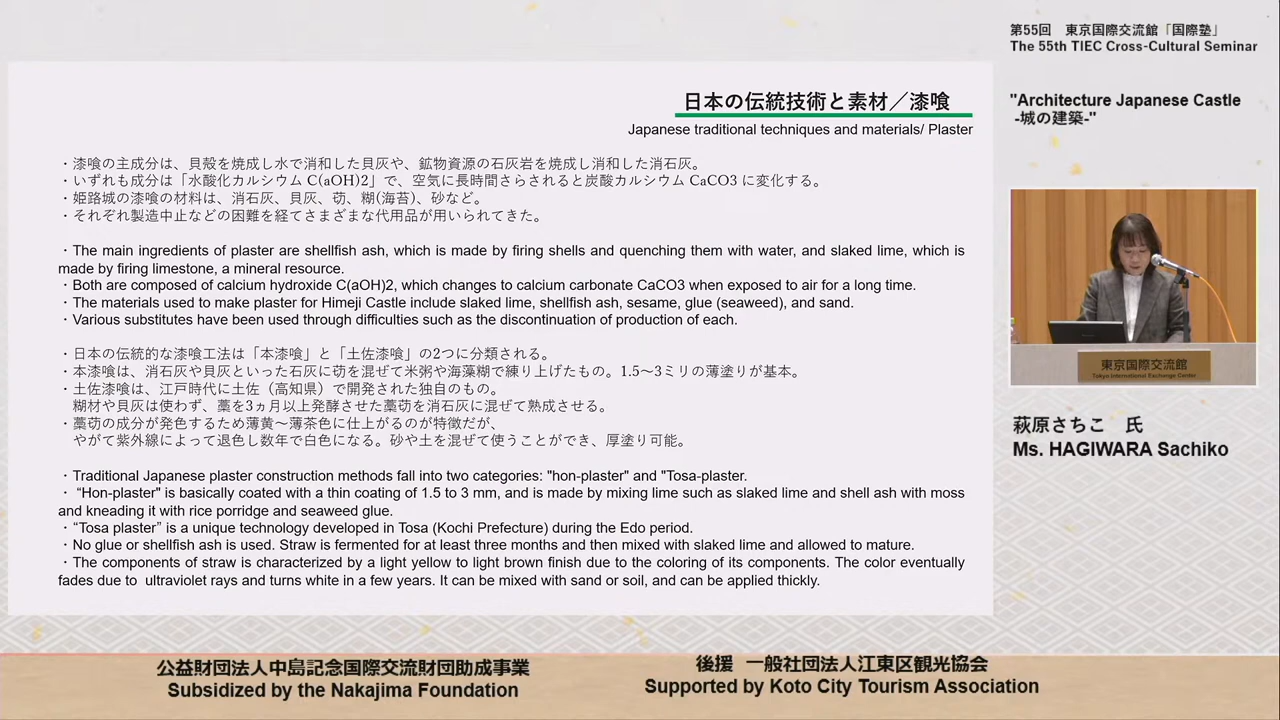 第55回　東京国際交流館「国際塾」
The 55th TIEC Cross-Cultural Seminar
"Architecture Japanese Castle
-城の建築-"
日本の伝統技術と素材／漆喰
Japanese traditional techniques and materials/ Plaster
・漆喰の主成分は、貝殻を焼成し水で消和した貝灰や、鉱物資源の石灰岩を焼成し消和した消石灰。
・いずれも成分は「水酸化カルシウム C(aOH)2」で、空気に長時間さらされると炭酸カルシウム CaCO3 に変化する。
・姫路城の漆喰の材料は、消石灰、貝灰、苆、糊(海苔)、砂など。
・それぞれ製造中止などの困難を経てさまざまな代用品が用いられてきた。
・The main ingredients of plaster are shellfish ash, which is made by firing shells and quenching them with water, and slaked lime, which is
made by firing limestone, a mineral resource.
・Both are composed of calcium hydroxide C(aOH)2, which changes to calcium carbonate CaCO3 when exposed to air for a long time.
・The materials used to make plaster for Himeji Castle include slaked lime, shellfish ash, sesame, glue (seaweed), and sand.
・Various substitutes have been used through difficulties such as the discontinuation of production of each.
・日本の伝統的な漆喰工法は「本漆喰」と「土佐漆喰」の2つに分類される。
・本漆喰は、消石灰や貝灰といった石灰に苆を混ぜて米粥や海藻糊で練り上げたもの。1.5〜3ミリの薄塗りが基本。
・土佐漆喰は、江戸時代に土佐（高知県）で開発された独自のもの。
糊材や貝灰は使わず、藁を3ヵ月以上発酵させた藁苆を消石灰に混ぜて熟成させる。
・藁苆の成分が発色するため薄黄〜薄茶色に仕上がるのが特徴だが、
やがて紫外線によって退色し数年で白色になる。砂や土を混ぜて使うことができ、厚塗り可能。
・Traditional Japanese plaster construction methods fall into two categories: "hon-plaster" and "Tosa-plaster.
・ “Hon-plaster" is basically coated with a thin coating of 1.5 to 3 mm, and is made by mixing lime such as slaked lime and shell ash with moss
and kneading it with rice porridge and seaweed glue.
・“Tosa plaster” is a unique technology developed in Tosa (Kochi Prefecture) during the Edo period.
・No glue or shellfish ash is used. Straw is fermented for at least three months and then mixed with slaked lime and allowed to mature.
・The components of straw is characterized by a light yellow to light brown finish due to the coloring of its components. The color eventually
fades due to ultraviolet rays and turns white in a few years. It can be mixed with sand or soil, and can be applied thickly.
東京国際交流館
Tokyo International Exchange Center
萩原さちこ　氏
Ms. HAGIWARA Sachiko
公益財団法人中島記念国際交流財団助成事業
Subsidized by the Nakajima Foundation
後援　一般社団法人江東区観光協会
Supported by Koto City Tourism Association